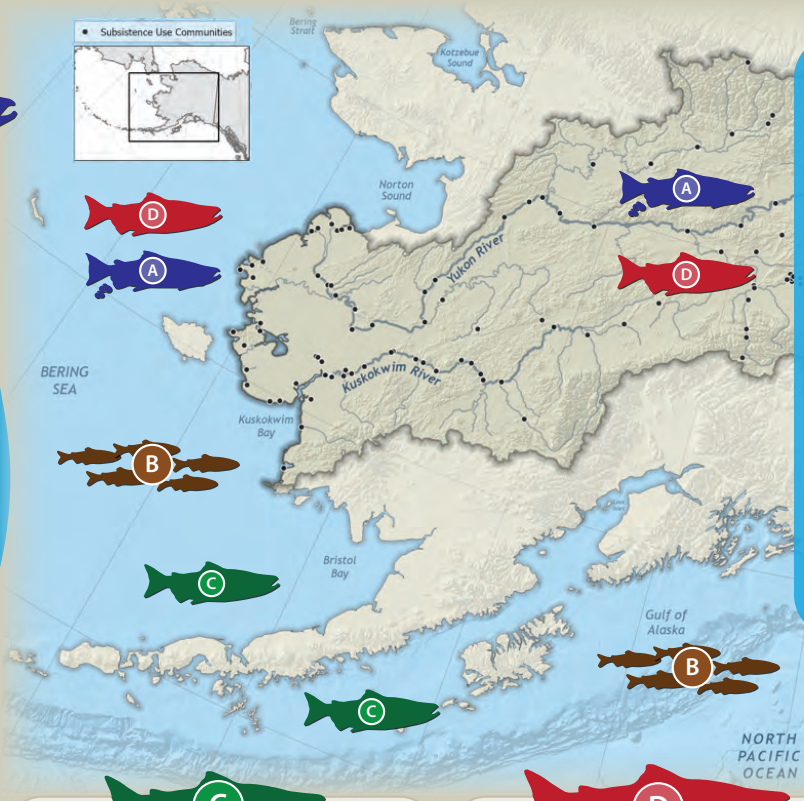 Subsistence Use Communities
Bering
Strait
Kotzebue
Sound
Norton
Sound
D
A
A
D
Yukon River
BERING
SEA
Kuskokwim River
Kuskokwim
Bay
B
C
Bristol
Bay
Gulf of
Alaska
B
C
NORTH
PACIFIC
OCEAN
C
D